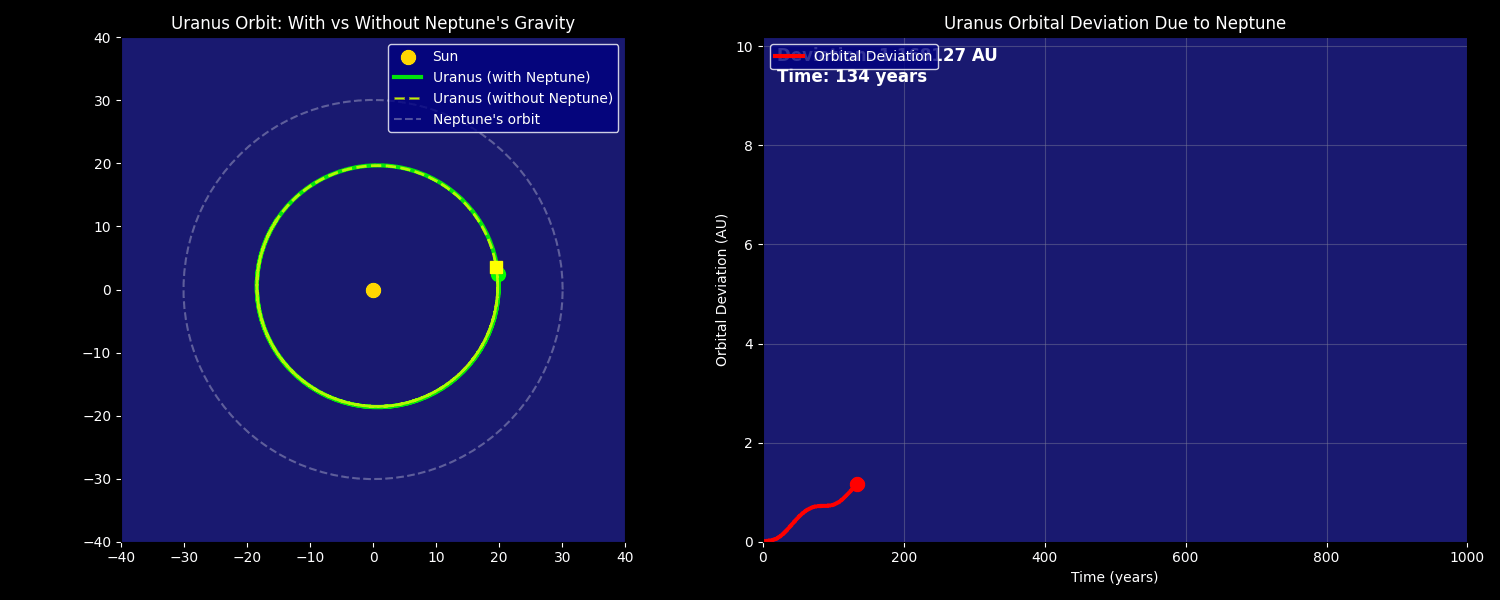 Uranus Orbit: With vs Without Neptune's Gravity
40
30
20
10
0
−10
−20
−30
−40
−40 −30 −20 −10 0 10 20 30 40
Sun
Uranus (with Neptune)
Uranus (without Neptune)
Neptune's orbit
Uranus Orbital Deviation Due to Neptune
Orbital Deviation (AU)
10
8
6
4
2
0
0 200 400 600 800 1000
Time (years)
Orbital Deviation
Deviation: AU
Time: 134 years